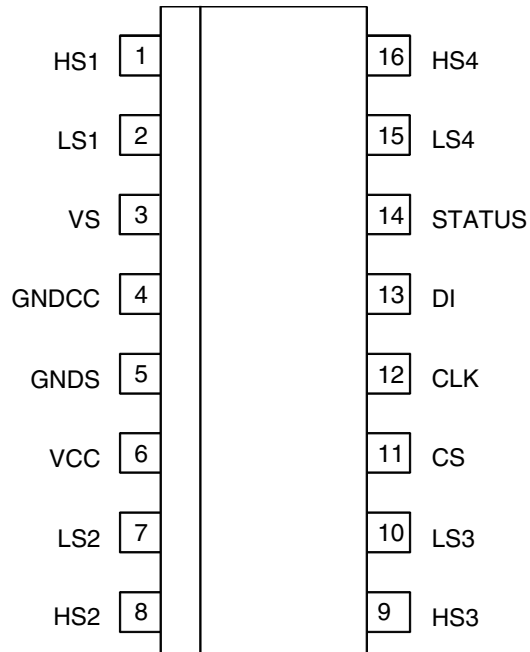 HS1 1 16 HS4
LS1 2 15 LS4
VS 3 14 STATUS
GNDCC 4 13 DI
GNDS 5 12 CLK
VCC 6 11 CS
LS2 7 10 LS3
HS2 8 9 HS3